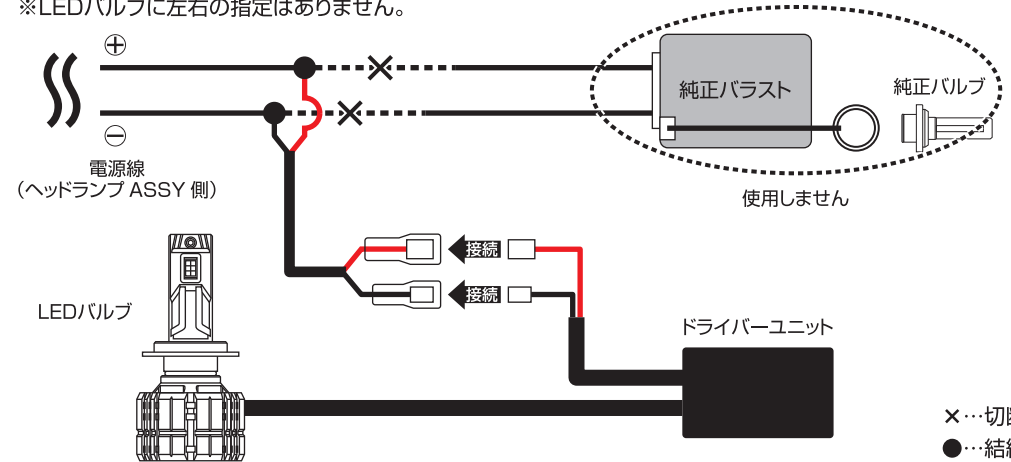 ※LEDバルブに左右の指定はありません。
⊕
純正バラスト
純正バルブ
⊖
電源線
（ヘッドランプ ASSY 側）
使用しません
接続
接続
LEDバルブ
ドライバーユニット
×…切
●…結